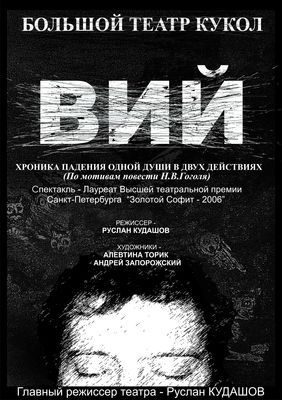 БОЛЬШОЙ ТЕАТР КУКОЛ
ВИЙ
ХРОНИКА ПАДЕНИЯ ОДНОЙ ДУШИ В ДВУХ ДЕЙСТВИЯХ
(По мотивам повести Н.В.Гоголя)
Спектакль - Лауреат Высшей театральной премии
Санкт-Петербурга "Золотой Софит - 2006"
РЕЖИССЕР -
РУСЛАН КУДАШОВ
ХУДОЖНИКИ -
АЛЕВТИНА ТОРИК
АНДРЕЙ ЗАПОРОЖСКИЙ
Главный режиссер театра - Руслан КУДАШОВ